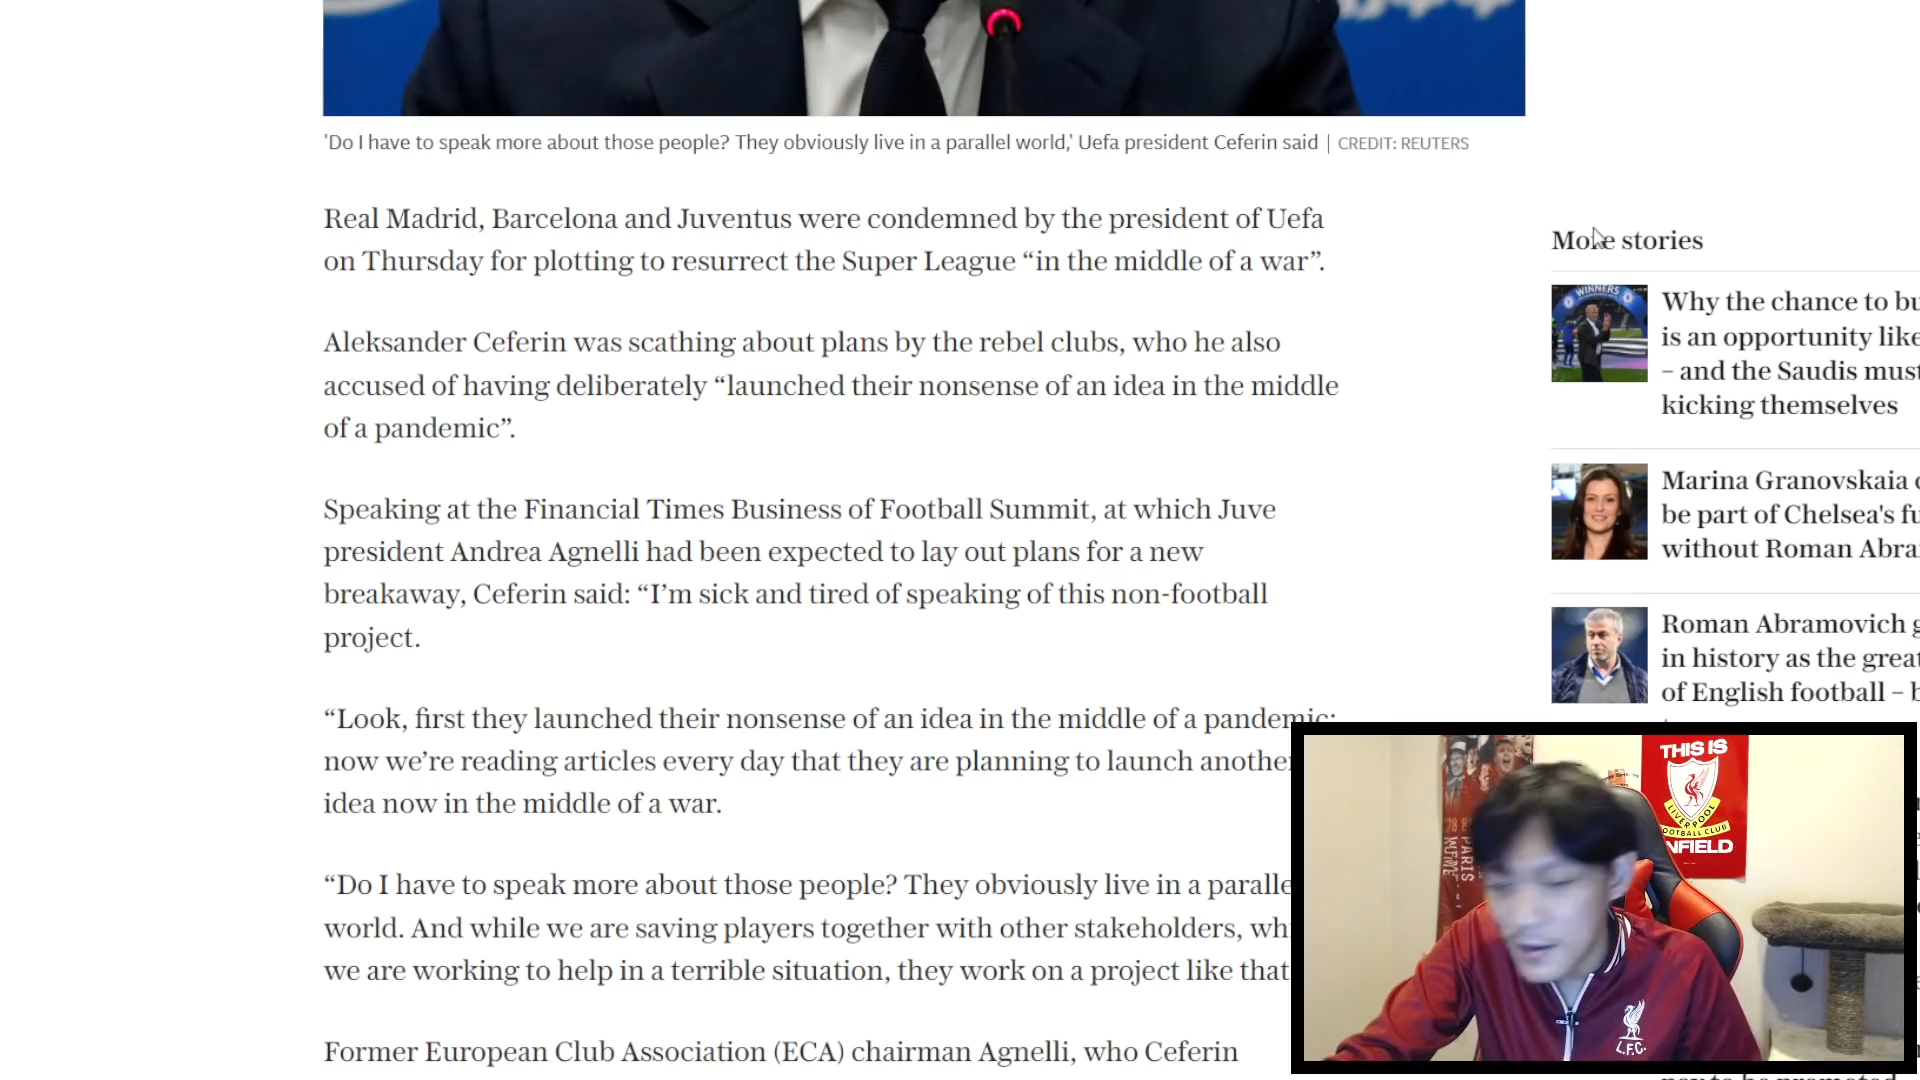 'Do I have to speak more about those people? They obviously live in a parallel world,' Uefa president Ceferin said | CREDIT: REUTERS
Real Madrid, Barcelona and Juventus were condemned by the president of Uefa
on Thursday for plotting to resurrect the Super League “in the middle of a war”.
Aleksander Ceferin was scathing about plans by the rebel clubs, who he also
accused of having deliberately “launched their nonsense of an idea in the middle
of a pandemic”.
Speaking at the Financial Times Business of Football Summit, at which Juve
president Andrea Agnelli had been expected to lay out plans for a new
breakaway, Ceferin said: “I’m sick and tired of speaking of this non-football
project.
“Look, first they launched their nonsense of an idea in the middle of a pandemic;
now we’re reading articles every day that they are planning to launch another
idea now in the middle of a war.
“Do I have to speak more about those people? They obviously live in a paralle
world. And while we are saving players together with other stakeholders, wh
we are working to help in a terrible situation, they work on a project like that
Former European Club Association (ECA) chairman Agnelli, who Ceferin
More stories
WINNERS
Why the chance to bu
is an opportunity like
– and the Saudis must
kicking themselves
Marina Granovskaia
be part of Chelsea's fu
without Roman Abra
Roman Abramovich g
in history as the great
of English football – b
THIS IS
LIVERPOOL
FOOTBALL CLUB
NFIELD
PARIS
ROME
L.F.C.